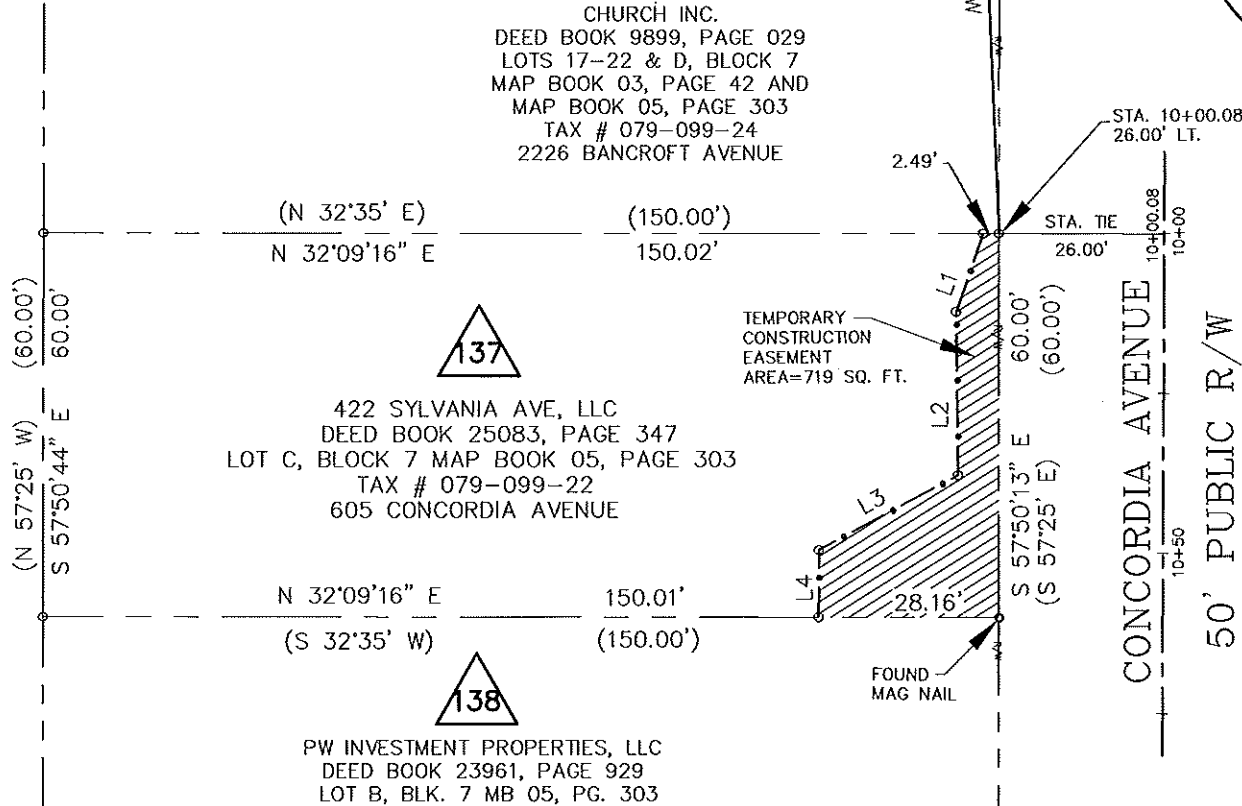 CHURCH INC.
DEED BOOK 9899, PAGE 029
LOTS 17-22 & D, BLOCK 7
MAP BOOK 03, PAGE 42 AND
MAP BOOK 05, PAGE 303
TAX # 079-099-24
2226 BANCROFT AVENUE
STA. 10+00.08
26.00' LT.
2.49'
(N 32°35' E)
(150.00')
N 32°09'16" E
150.02'
STA. TIE
26.00'
10+00.08
10+00
(N 57°25' W) (60.00')
S 57°50'44" E 60.00'
137
422 SYLVANIA AVE, LLC
DEED BOOK 25083, PAGE 347
LOT C, BLOCK 7 MAP BOOK 05, PAGE 303
TAX # 079-099-22
605 CONCORDIA AVENUE
TEMPORARY
CONSTRUCTION
EASEMENT
AREA=719 SQ. FT.
L1
L2
L3
L4
S 57°50'13" E 60.00'
(S 57°25' E) (60.00')
CONCORDIA AVENUE
50' PUBLIC R/W
10+50
N 32°09'16" E
150.01'
28.16'
(S 32°35' W)
(150.00')
FOUND
MAG NAIL
138
PW INVESTMENT PROPERTIES, LLC
DEED BOOK 23961, PAGE 929
LOT B, BLK. 7 MB 05, PG. 303